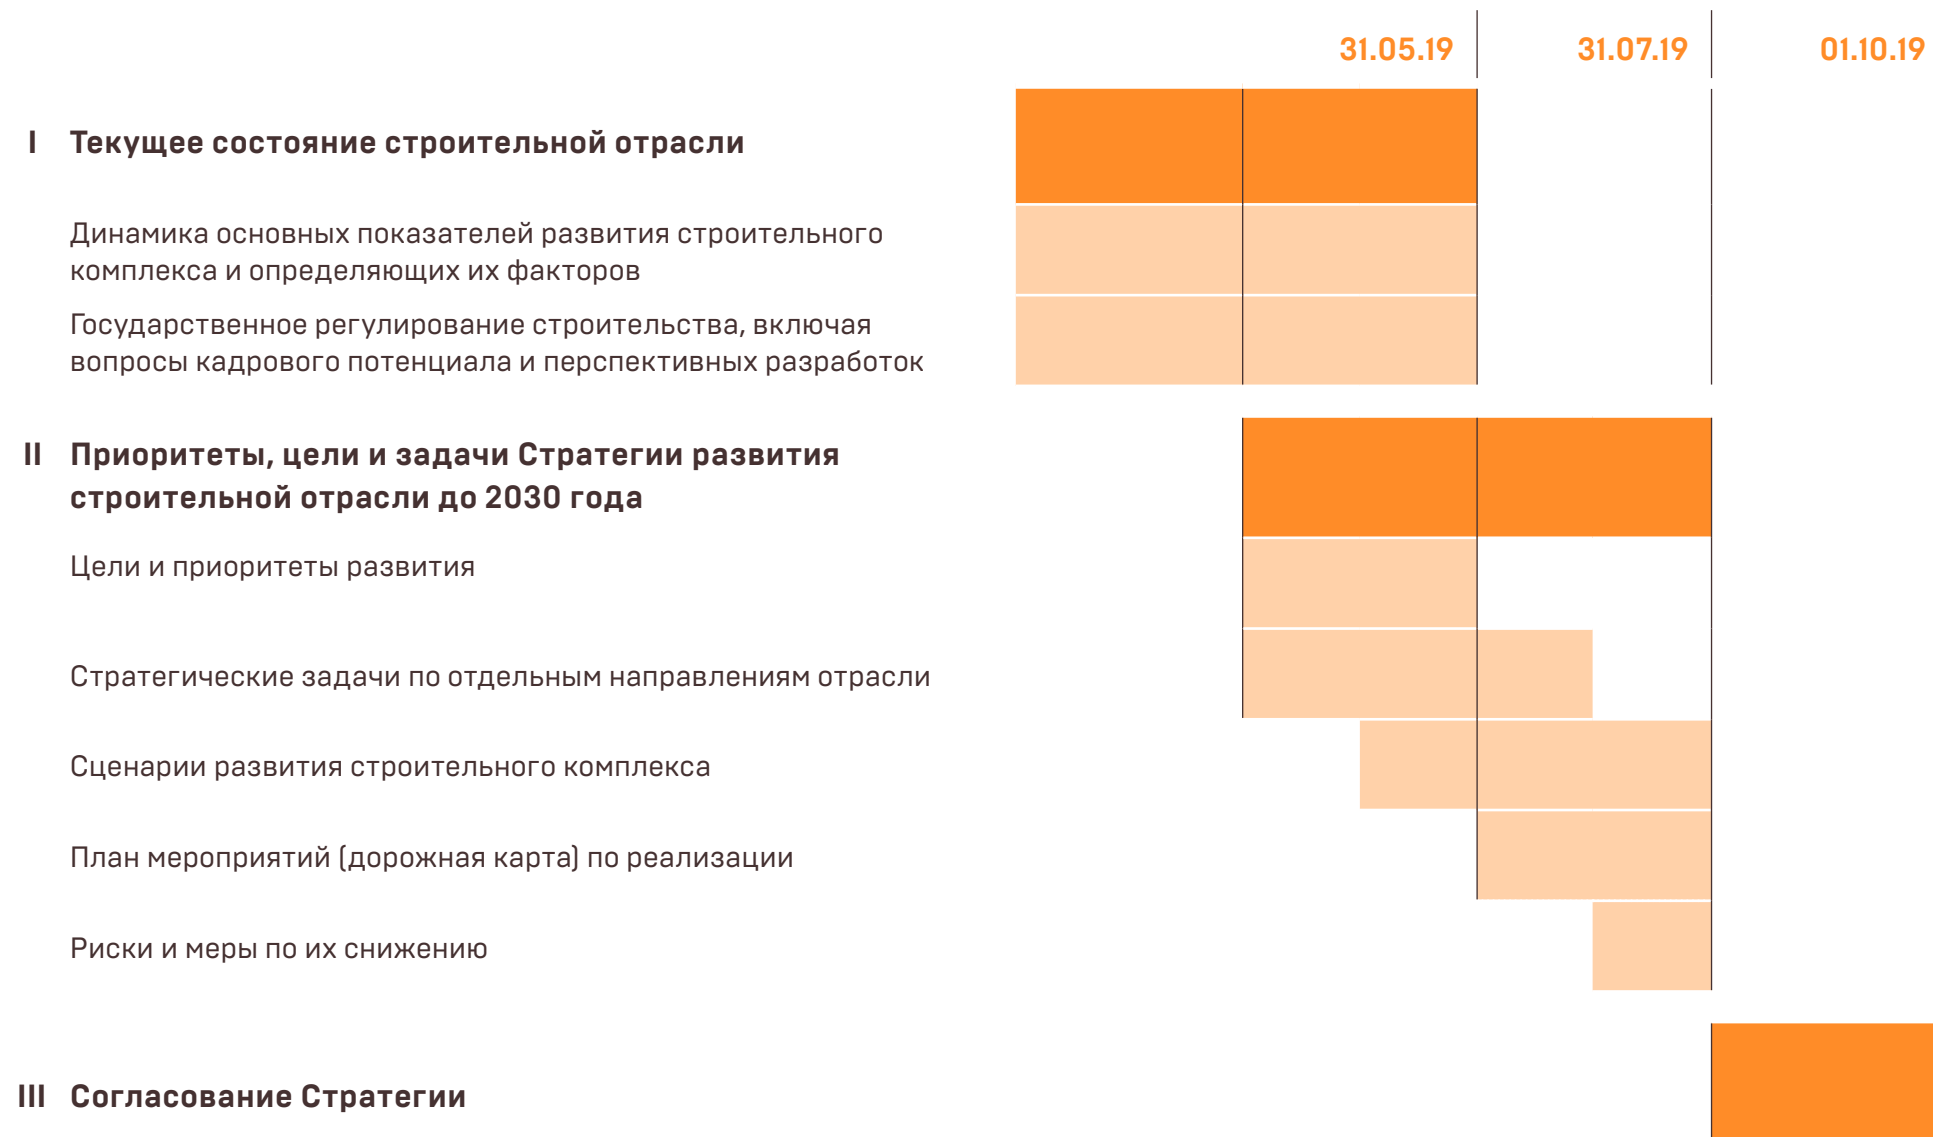 31.05.19 31.07.19 01.10.19
I Текущее состояние строительной отрасли
Динамика основных показателей развития строительного
комплекса и определяющих их факторов
Государственное регулирование строительства, включая
вопросы кадрового потенциала и перспективных разработок
II Приоритеты, цели и задачи Стратегии развития
строительной отрасли до 2030 года
Цели и приоритеты развития
Стратегические задачи по отдельным направлениям отрасли
Сценарии развития строительного комплекса
План мероприятий (дорожная карта) по реализации
Риски и меры по их снижению
III Согласование Стратегии